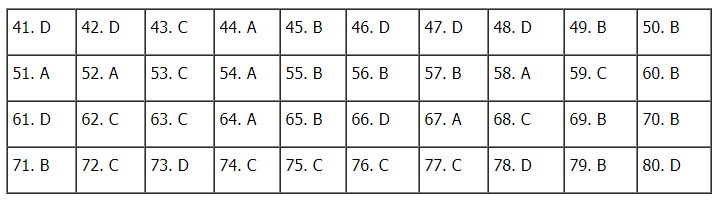 41. D 42. D 43. C 44. A 45. B 46. D 47. D 48. D 49. B 50. B
51. A 52. A 53. C 54. A 55. B 56. B 57. B 58. A 59. C 60. B
61. D 62. C 63. C 64. A 65. B 66. D 67. A 68. C 69. B 70. B
71. B 72. C 73. D 74. C 75. C 76. C 77. C 78. D 79. B 80. D